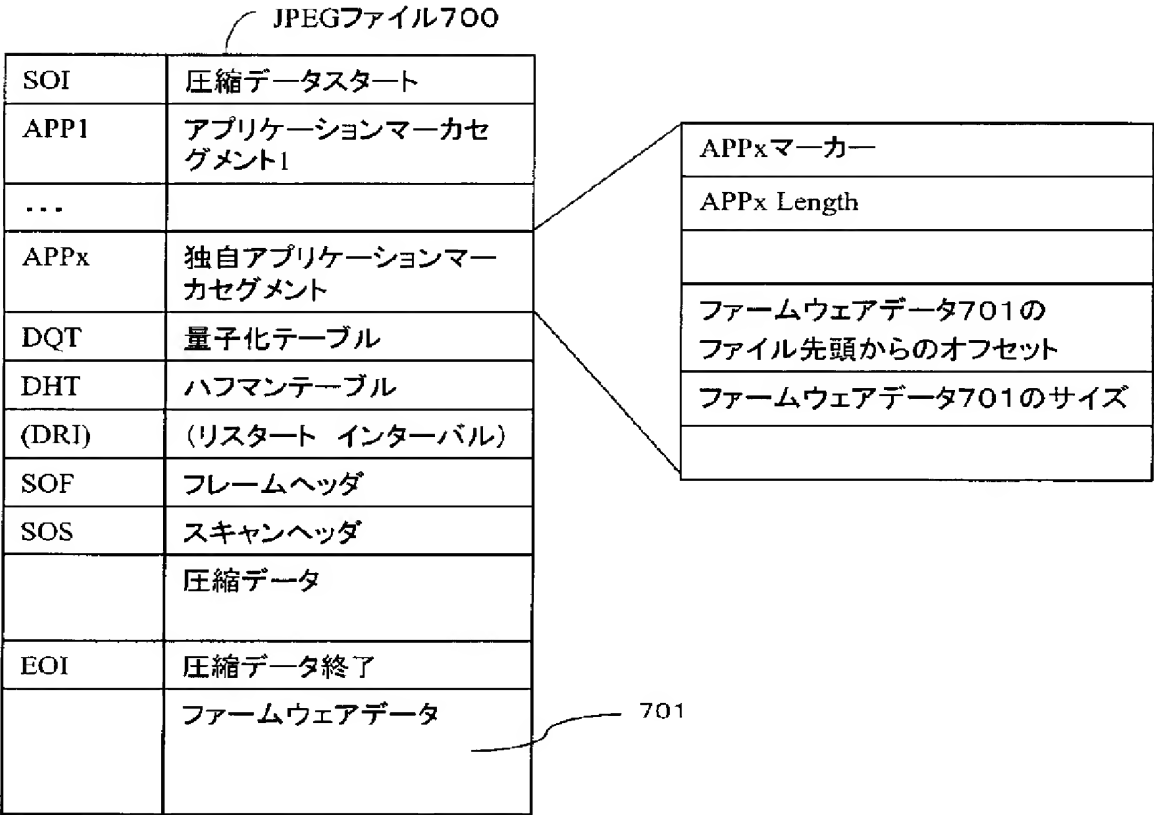 JPEGファイル700
SOI 圧縮データスタート
APP1 アプリケーションマーカセ
グメント1
...
APPx 独自アプリケーションマー
カセグメント
DQT 量子化テーブル
DHT ハフマンテーブル
(DRI) (リスタート インターバル)
SOF フレームヘッダ
SOS スキャンヘッダ
圧縮データ
EOI 圧縮データ終了
ファームウェアデータ
701
APPxマーカー
APPx Length
ファームウェアデータ701の
ファイル先頭からのオフセット
ファームウェアデータ701のサイズ